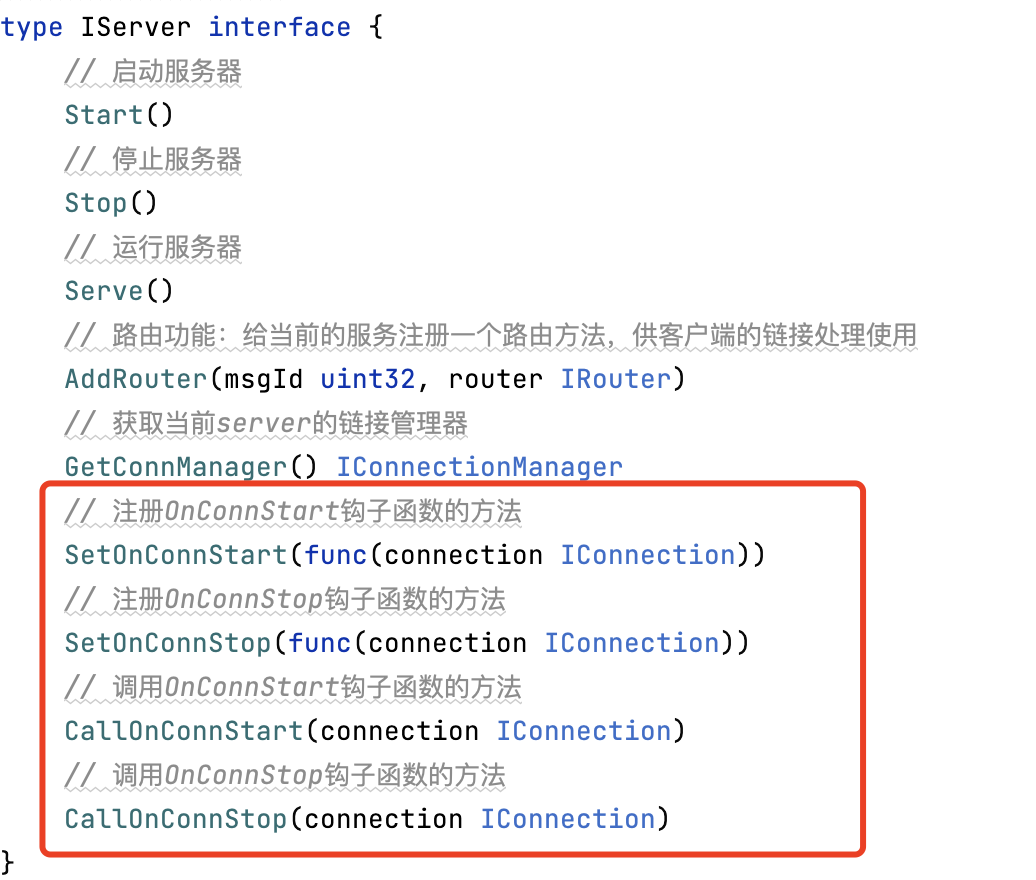 type IServer interface {
// 启动服务器
Start()
// 停止服务器
Stop()
// 运行服务器
Serve()
// 路由功能：给当前的服务注册一个路由方法，供客户端的链接处理使用
AddRouter(msgId uint32, router IRouter)
// 获取当前server的链接管理器
GetConnManager() IConnectionManager
// 注册OnConnStart钩子函数的方法
SetOnConnStart(func(connection IConnection))
// 注册OnConnStop钩子函数的方法
SetOnConnStop(func(connection IConnection))
// 调用OnConnStart钩子函数的方法
CallOnConnStart(connection IConnection)
// 调用OnConnStop钩子函数的方法
CallOnConnStop(connection IConnection)
}